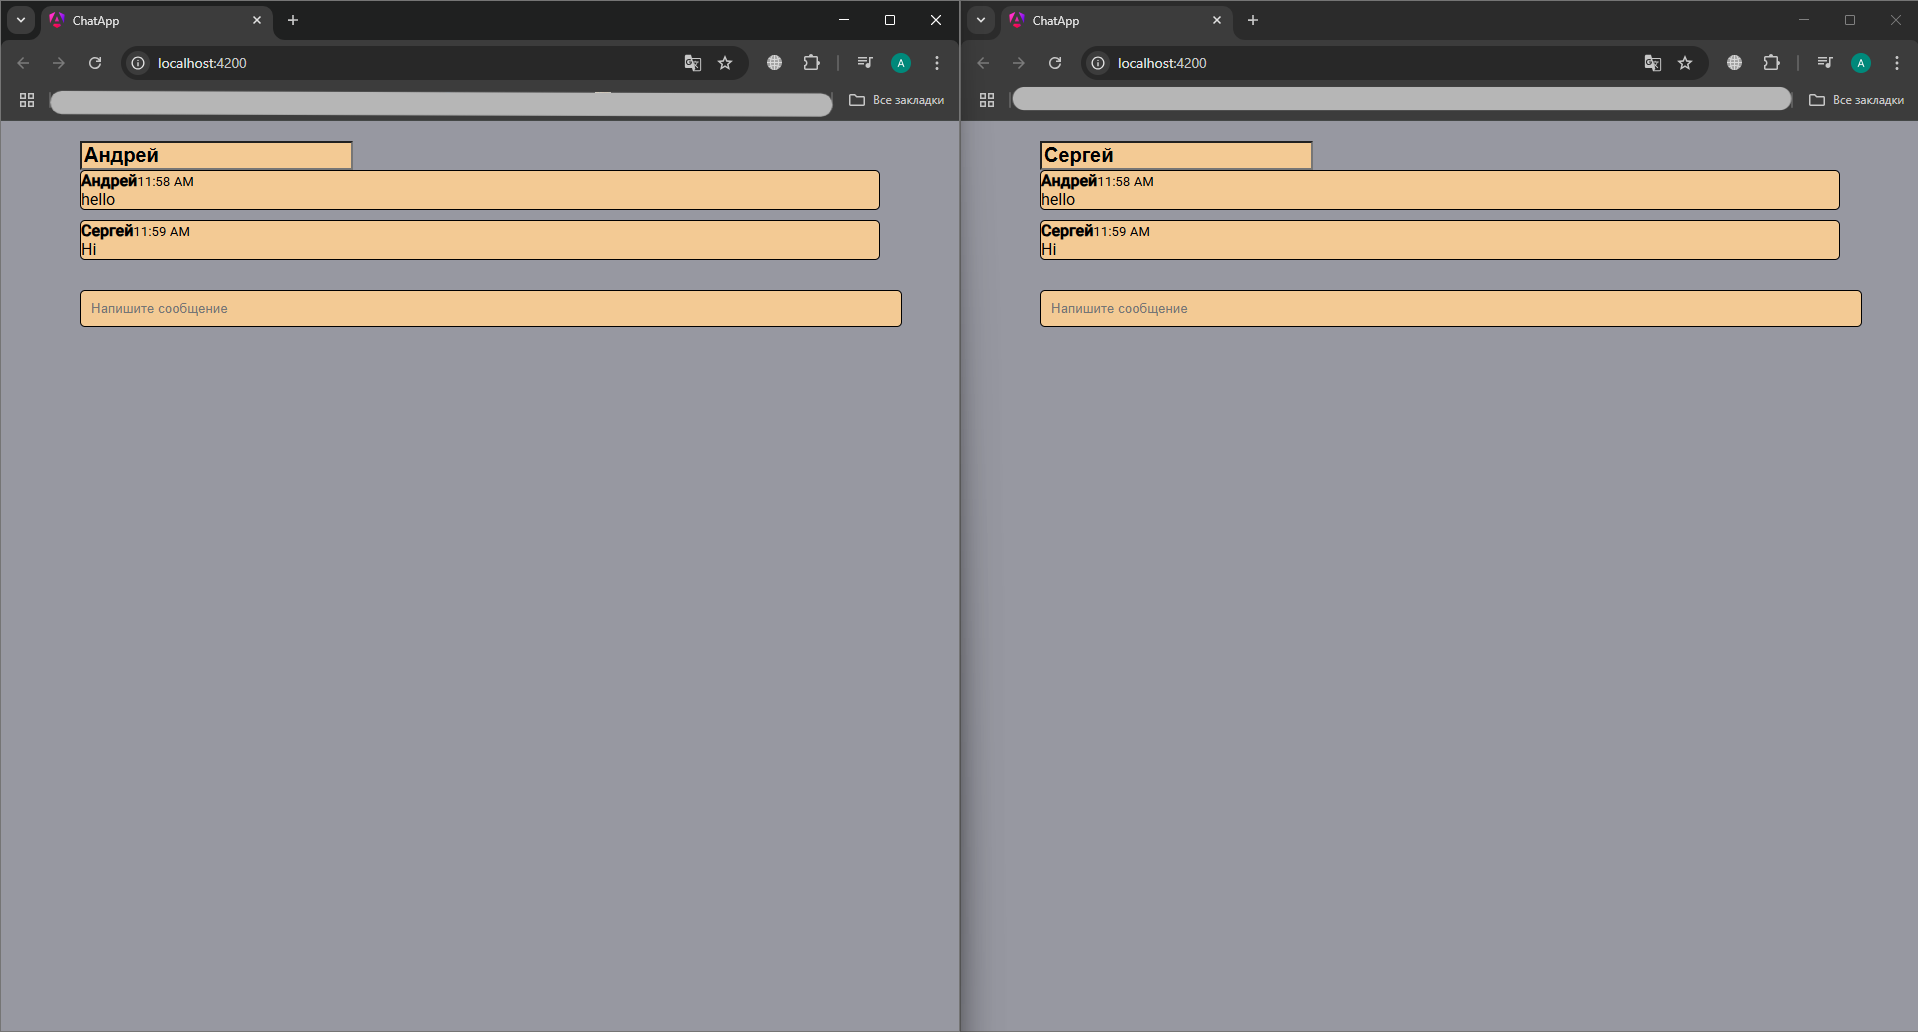 ChatApp
localhost:4200
Все закладки
Андрей
Андрей11:58 AM
hello
Сергей11:59 AM
Hi
Напишите сообщение
ChatApp
localhost:4200
A
Все закладки
Сергей
Андрей11:58 AM
hello
Сергей11:59 AM
Hi
Напишите сообщение